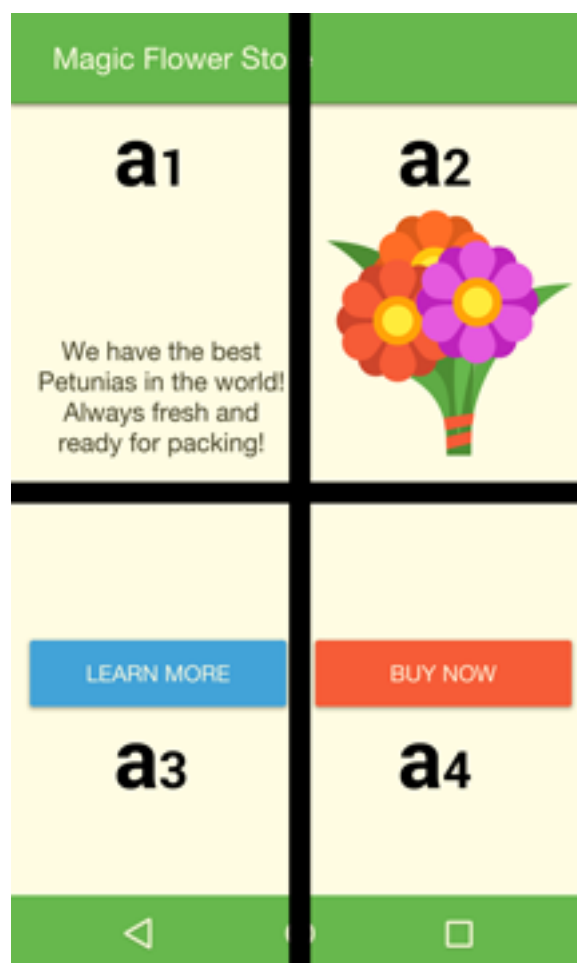 Magic Flower Sto
a1
a2
We have the best
Petunias in the world!
Always fresh and
ready for packing!
LEARN MORE
BUY NOW
a3
a4